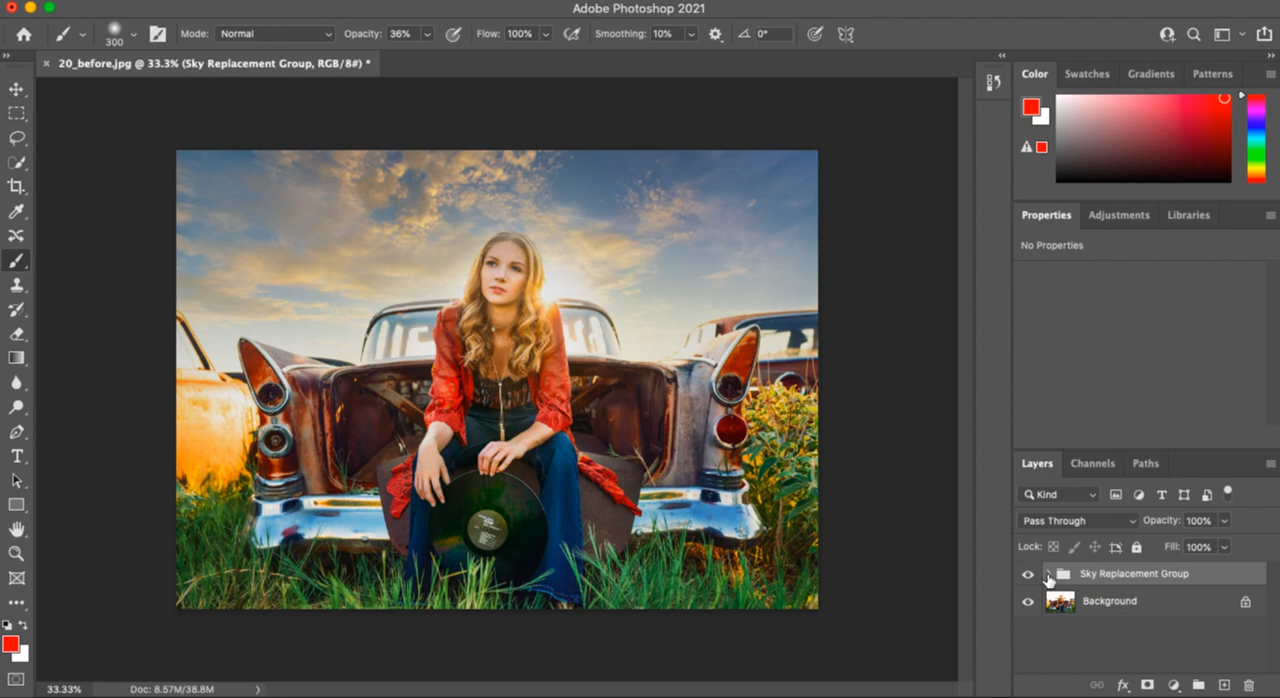 Adobe Photoshop 2021
300
Mode: Normal
Opacity: 36%
Flow: 100%
Smoothing: 10%
0°
20_before.jpg @ 33.3% (Sky Replacement Group, RGB/8#) *
Color Swatches Gradients Patterns
Properties Adjustments Libraries
No Properties
Layers Channels Paths
Kind
Pass Through Opacity: 100%
Lock: Fill: 100%
Sky Replacement Group
Background
33.33% Doc: 8.57M/38.8M